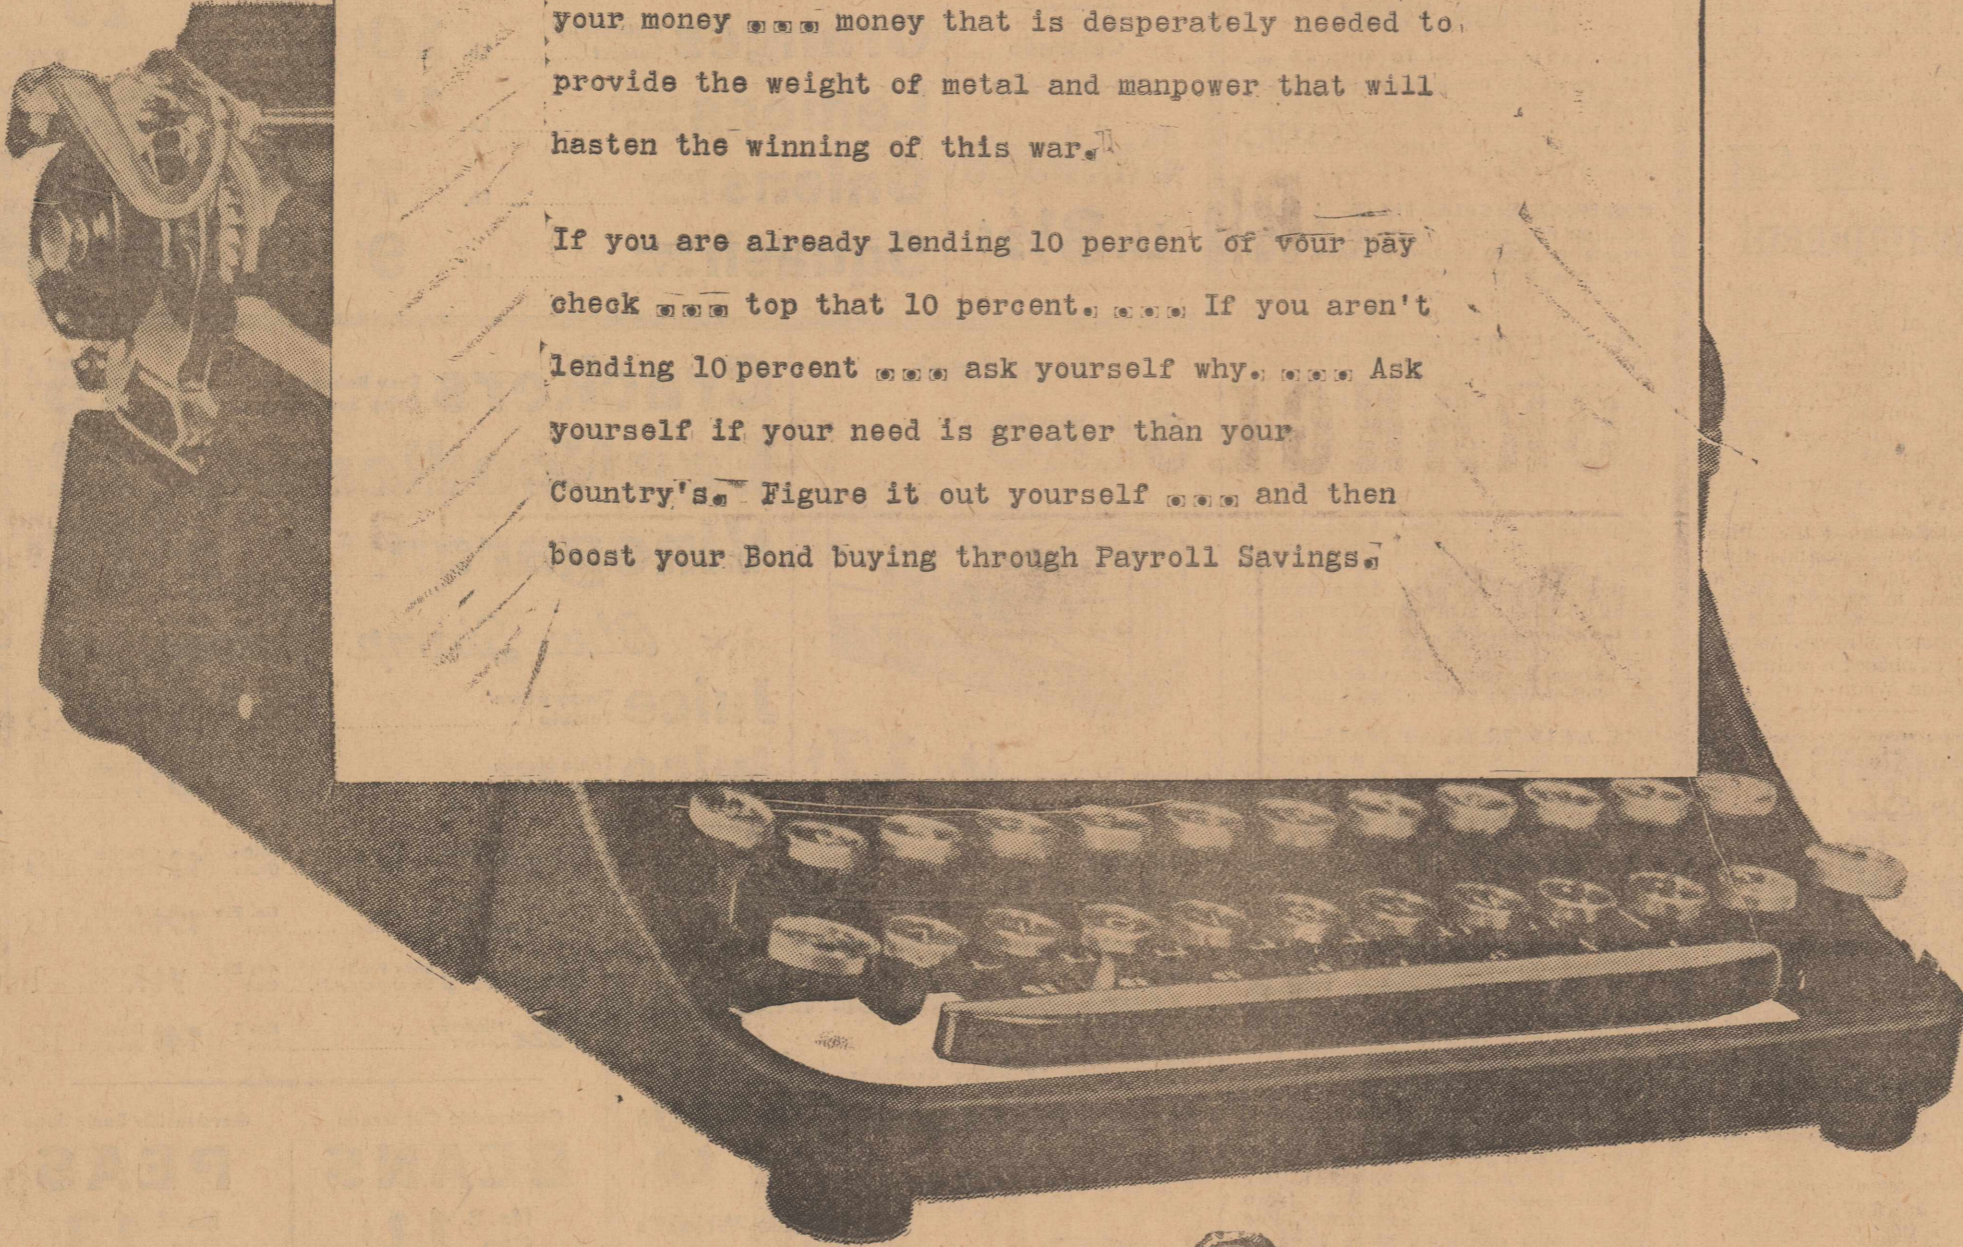 your money ... money that is desperately needed to
provide the weight of metal and manpower that will
hasten the winning of this war.
If you are already lending 10 percent of your pay
check ... top that 10 percent. ... If you aren't
lending 10 percent ... ask yourself why. ... Ask
yourself if your need is greater than your
Country's. Figure it out yourself ... and then
boost your Bond buying through Payroll Savings.